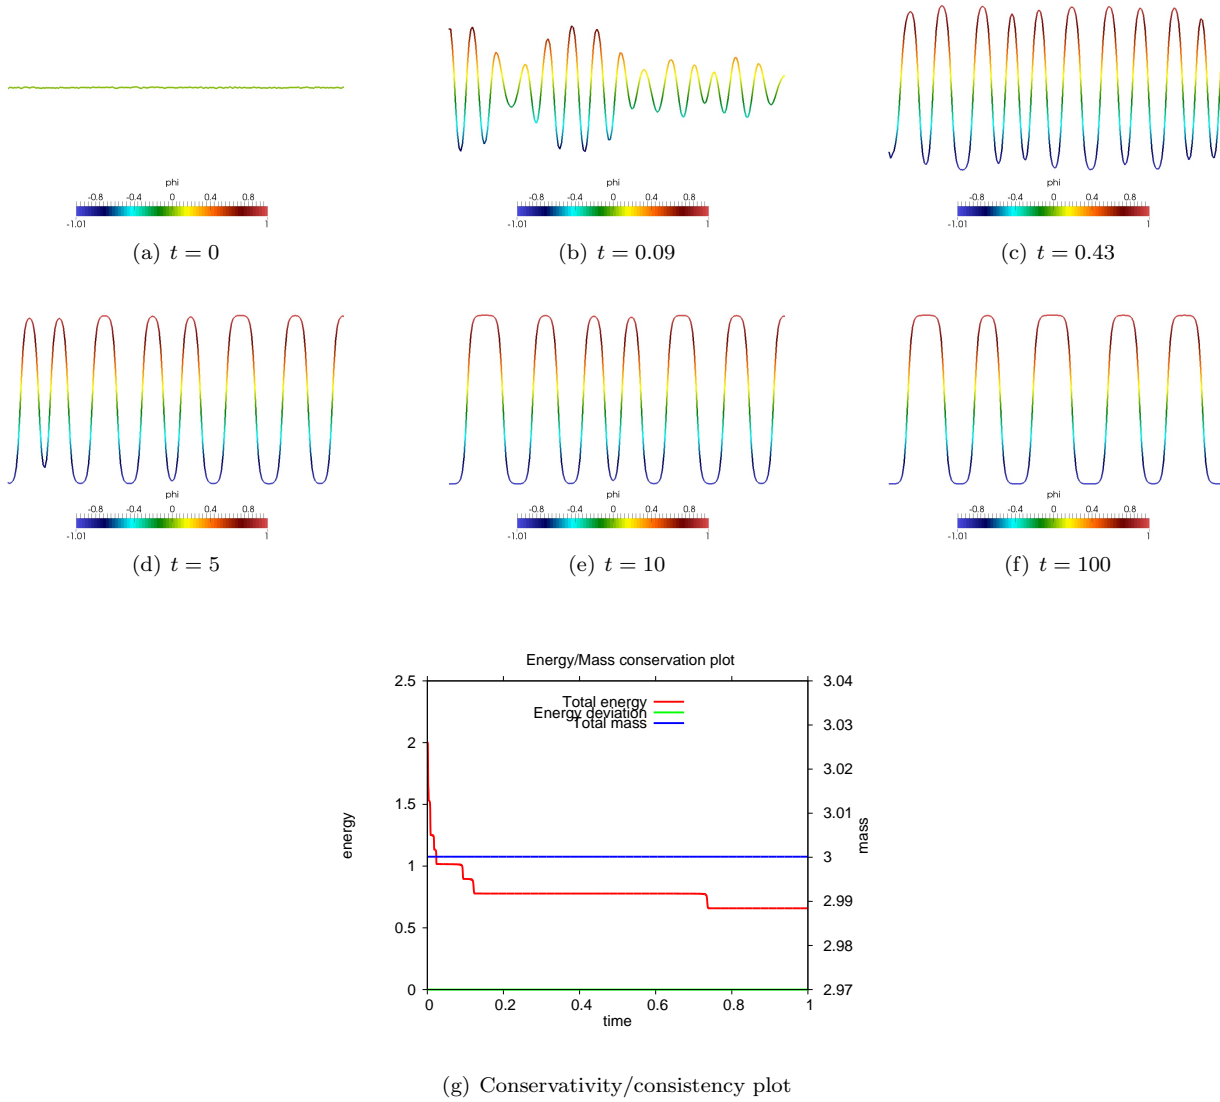 phi
-0.8 -0.4 0 0.4 0.8
-1.01 1
(a) t = 0
phi
-0.8 -0.4 0 0.4 0.8
-1.01 1
(b) t = 0.09
phi
-0.8 -0.4 0 0.4 0.8
-1.01 1
(c) t = 0.43
phi
-0.8 -0.4 0 0.4 0.8
-1.01 1
(d) t = 5
phi
-0.8 -0.4 0 0.4 0.8
-1.01 1
(e) t = 10
phi
-0.8 -0.4 0 0.4 0.8
-1.01 1
(f) t = 100
Energy/Mass conservation plot
2.5 3.04
Total energy
Energy deviation
Total mass
3.03
2 3.02
1.5 3.01
energy
mass
1 3
2.99
0.5 2.98
0 2.97
0 0.2 0.4 0.6 0.8 1
time
(g) Conservativity/consistency plot